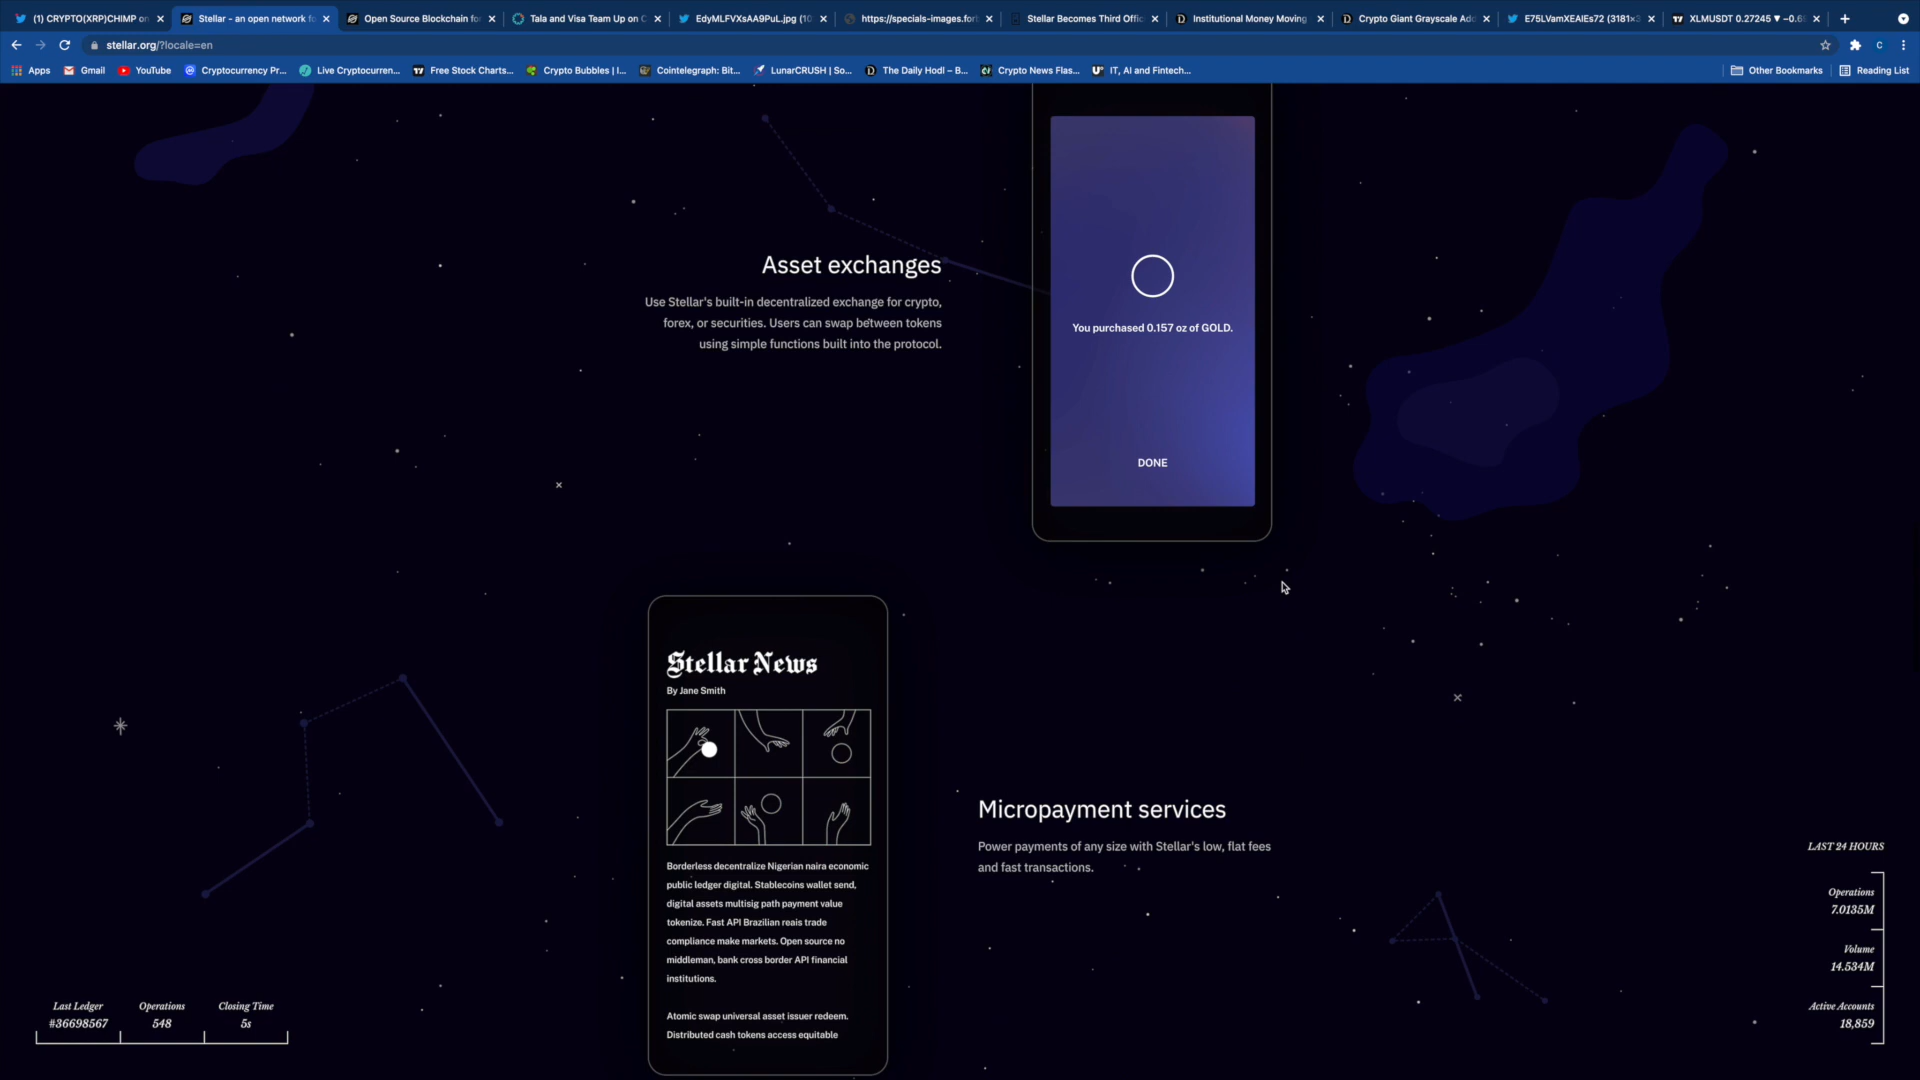 (1) CRYPTO(XRP)CHIMP on
Stellar - an open network fo
Open Source Blockchain for
Tala and Visa Team Up on C
EdyMLFVXsAA9PuL.jpg (10
https://specials-images.for
Stellar Becomes Third Offic
Institutional Money Moving
Crypto Giant Grayscale Add
E75LVamXEAIEs72 (3181×3
XLMUSDT 0.27245 ▼ −0.6
stellar.org/?locale=en
C
Apps
Gmail
YouTube
Cryptocurrency Pr...
Live Cryptocurren...
Free Stock Charts...
Crypto Bubbles | I...
Cointelegraph: Bit...
LunarCRUSH | So...
The Daily Hodl – B...
Crypto News Flas...
IT, AI and Fintech...
Other Bookmarks
Reading List
Asset exchanges
Use Stellar's built-in decentralized exchange for crypto,
forex, or securities. Users can swap between tokens
using simple functions built into the protocol.
You purchased 0.157 oz of GOLD.
DONE
Stellar News
By Jane Smith
Borderless decentralize Nigerian naira economic
public ledger digital. Stablecoins wallet send,
digital assets multisig path payment value
tokenize. Fast API Brazilian reais trade
compliance make markets. Open source no
middleman, bank cross border API financial
institutions.
Atomic swap universal asset issuer redeem.
Distributed cash tokens access equitable
Micropayment services
Power payments of any size with Stellar's low, flat fees
and fast transactions.
LAST 24 HOURS
Operations
7.0135M
Volume
14.534M
Active Accounts
18,859
Last Ledger
#36698567
Operations
548
Closing Time
5s